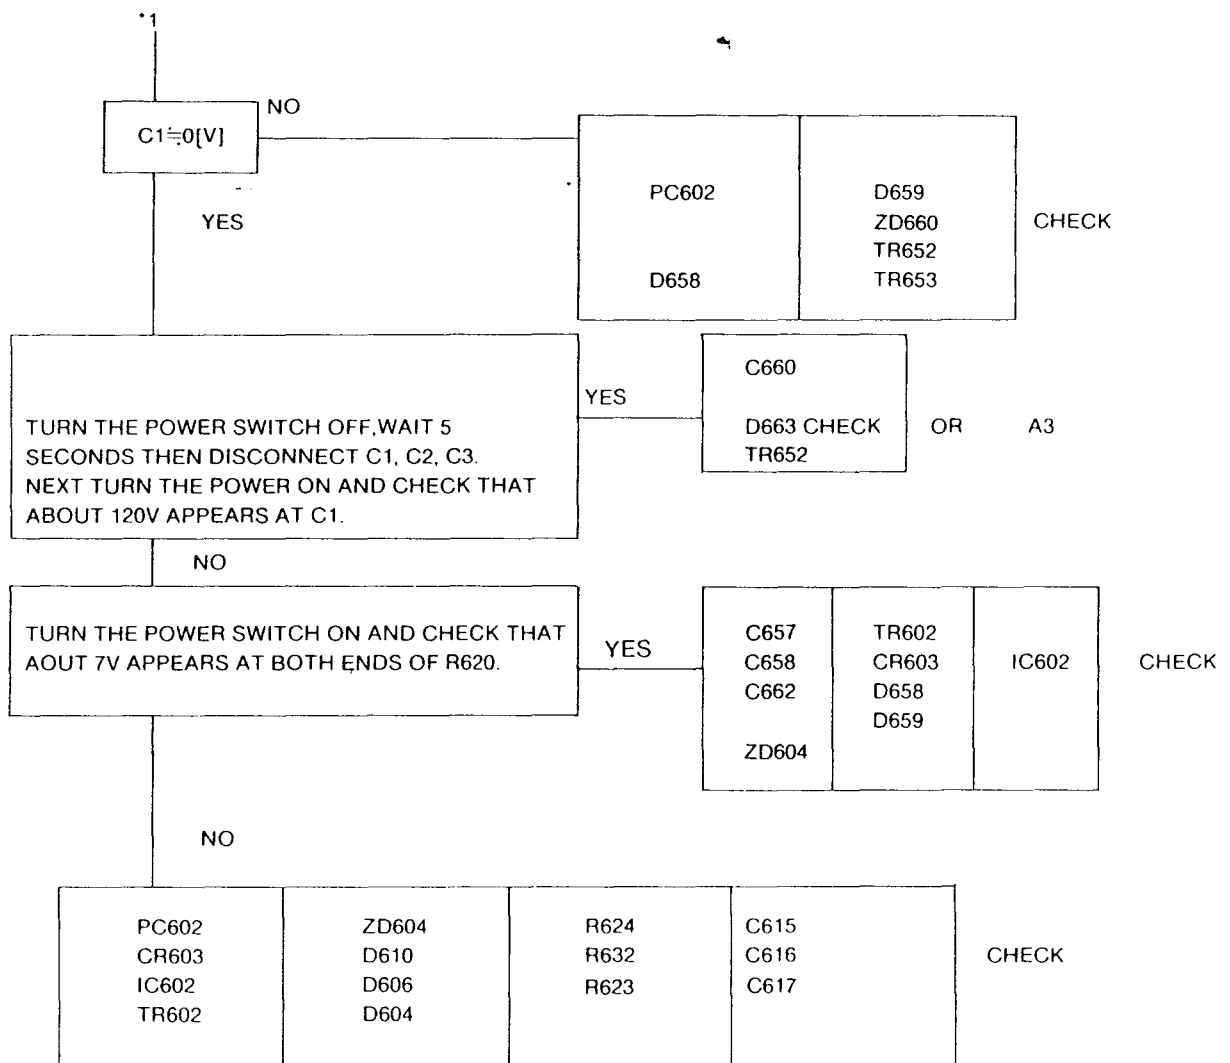 *1
C1≒0[V]
NO
YES
PC602
D658
D659
ZD660
TR652
TR653
CHECK
TURN THE POWER SWITCH OFF,WAIT 5
SECONDS THEN DISCONNECT C1, C2, C3.
NEXT TURN THE POWER ON AND CHECK THAT
ABOUT 120V APPEARS AT C1.
YES
C660
D663 CHECK
TR652
OR
A3
NO
TURN THE POWER SWITCH ON AND CHECK THAT
AOUT 7V APPEARS AT BOTH ENDS OF R620.
YES
C657
C658
C662
ZD604
TR602
CR603
D658
D659
IC602
CHECK
NO
PC602
CR603
IC602
TR602
ZD604
D610
D606
D604
R624
R632
R623
C615
C616
C617
CHECK